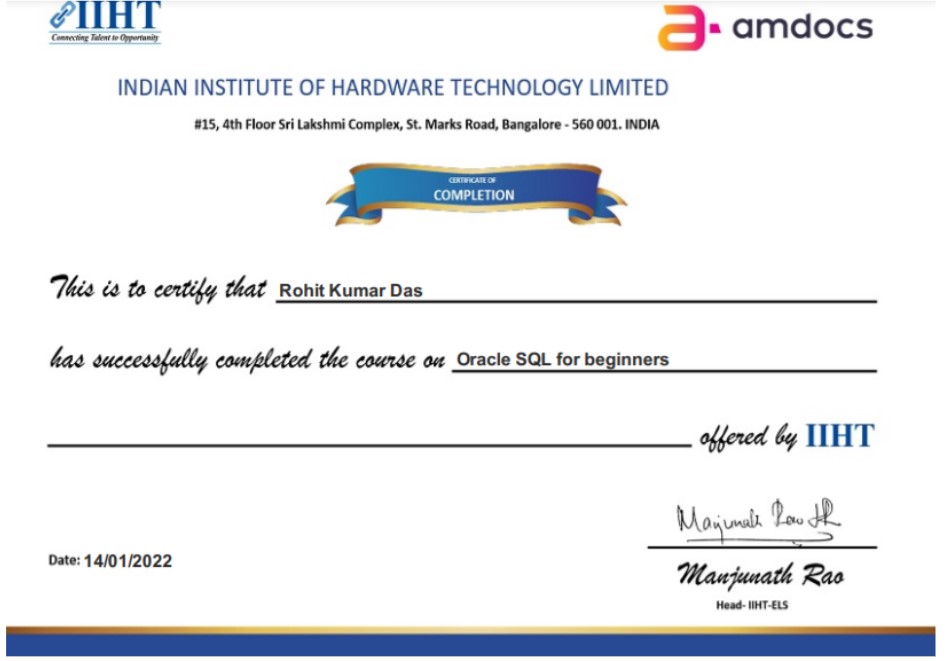 IIHT
Connecting Talent to Opportunity
amdocs
INDIAN INSTITUTE OF HARDWARE TECHNOLOGY LIMITED
#15, 4th Floor Sri Lakshmi Complex, St. Marks Road, Bangalore - 560 001. INDIA
CERTIFICATE OF
COMPLETION
This is to certify that Rohit Kumar Das
has successfully completed the course on Oracle SQL for beginners
offered by IIHT
Manjunath Rao
Date: 14/01/2022
Manjunath Rao
Head- IIHT-ELS